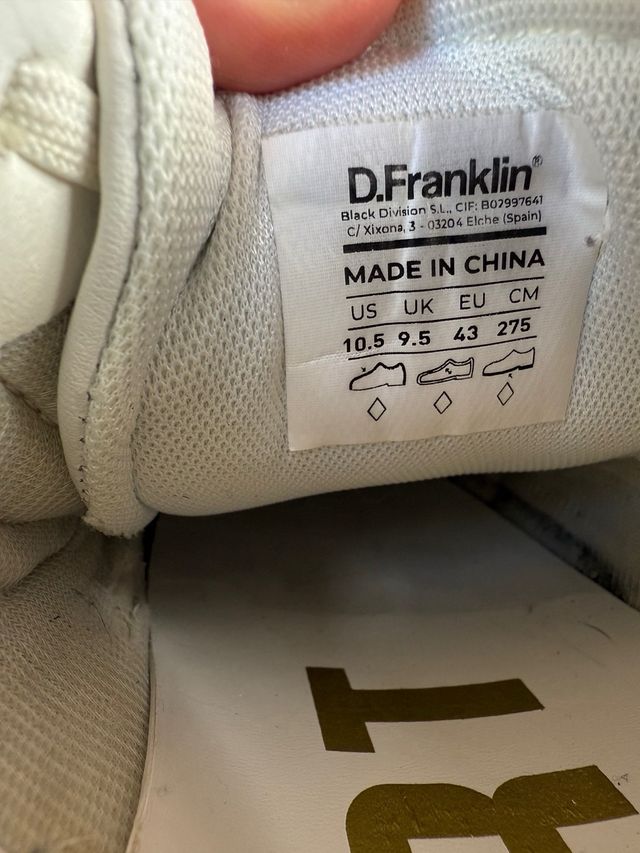 D.Franklin®
Black Division S.L., CIF: B02997641
C/ Xixona, 3 - 03204 Elche (Spain)
MADE IN CHINA
US UK EU CM
10.5 9.5 43 275